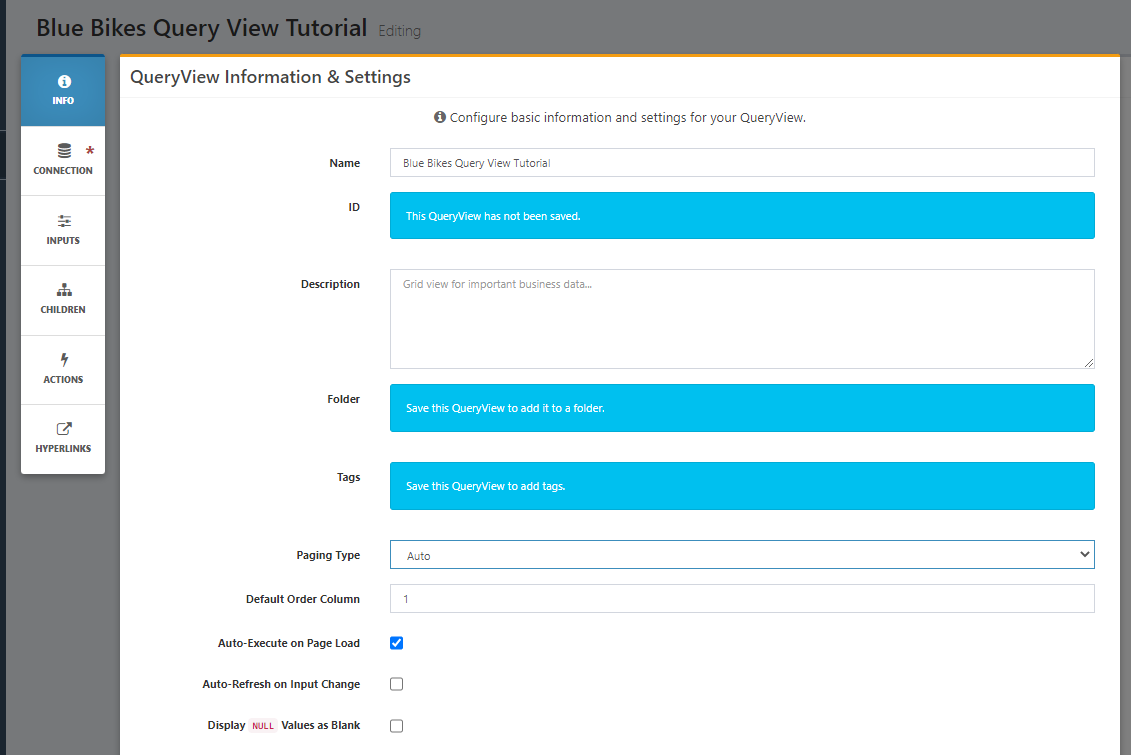 Blue Bikes Query View Tutorial Editing
INFO
CONNECTION *
INPUTS
CHILDREN
ACTIONS
HYPERLINKS
QueryView Information & Settings
Configure basic information and settings for your QueryView.
Name Blue Bikes Query View Tutorial
ID This QueryView has not been saved.
Description Grid view for important business data...
Folder Save this QueryView to add it to a folder.
Tags Save this QueryView to add tags.
Paging Type Auto
Default Order Column 1
Auto-Execute on Page Load
Auto-Refresh on Input Change
Display NULL Values as Blank